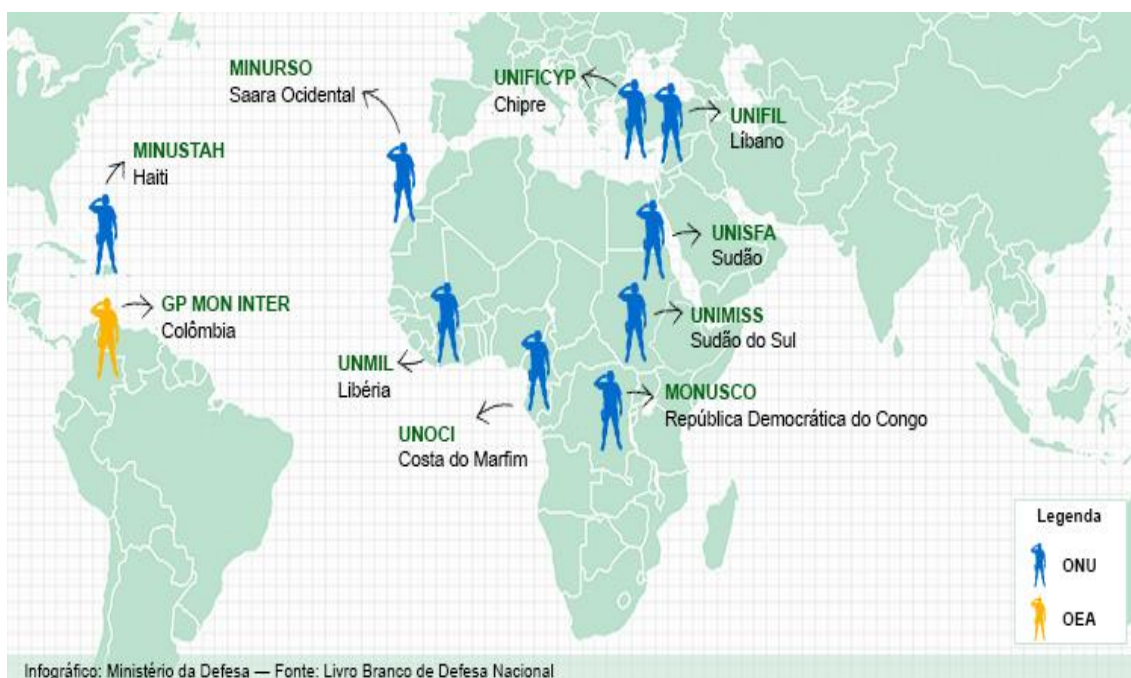 MINURSO
Saara Ocidental
UNIFICYP
Chipre
UNIFIL
Líbano
MINUSTAH
Haiti
UNISFA
Sudão
GP MON INTER
Colômbia
UNIMISS
Sudão do Sul
UNMIL
Libéria
MONUSCO
República Democrática do Congo
UNOCI
Costa do Marfim
Legenda
ONU
OEA
Infográfico: Ministério da Defesa — Fonte: Livro Branco de Defesa Nacional